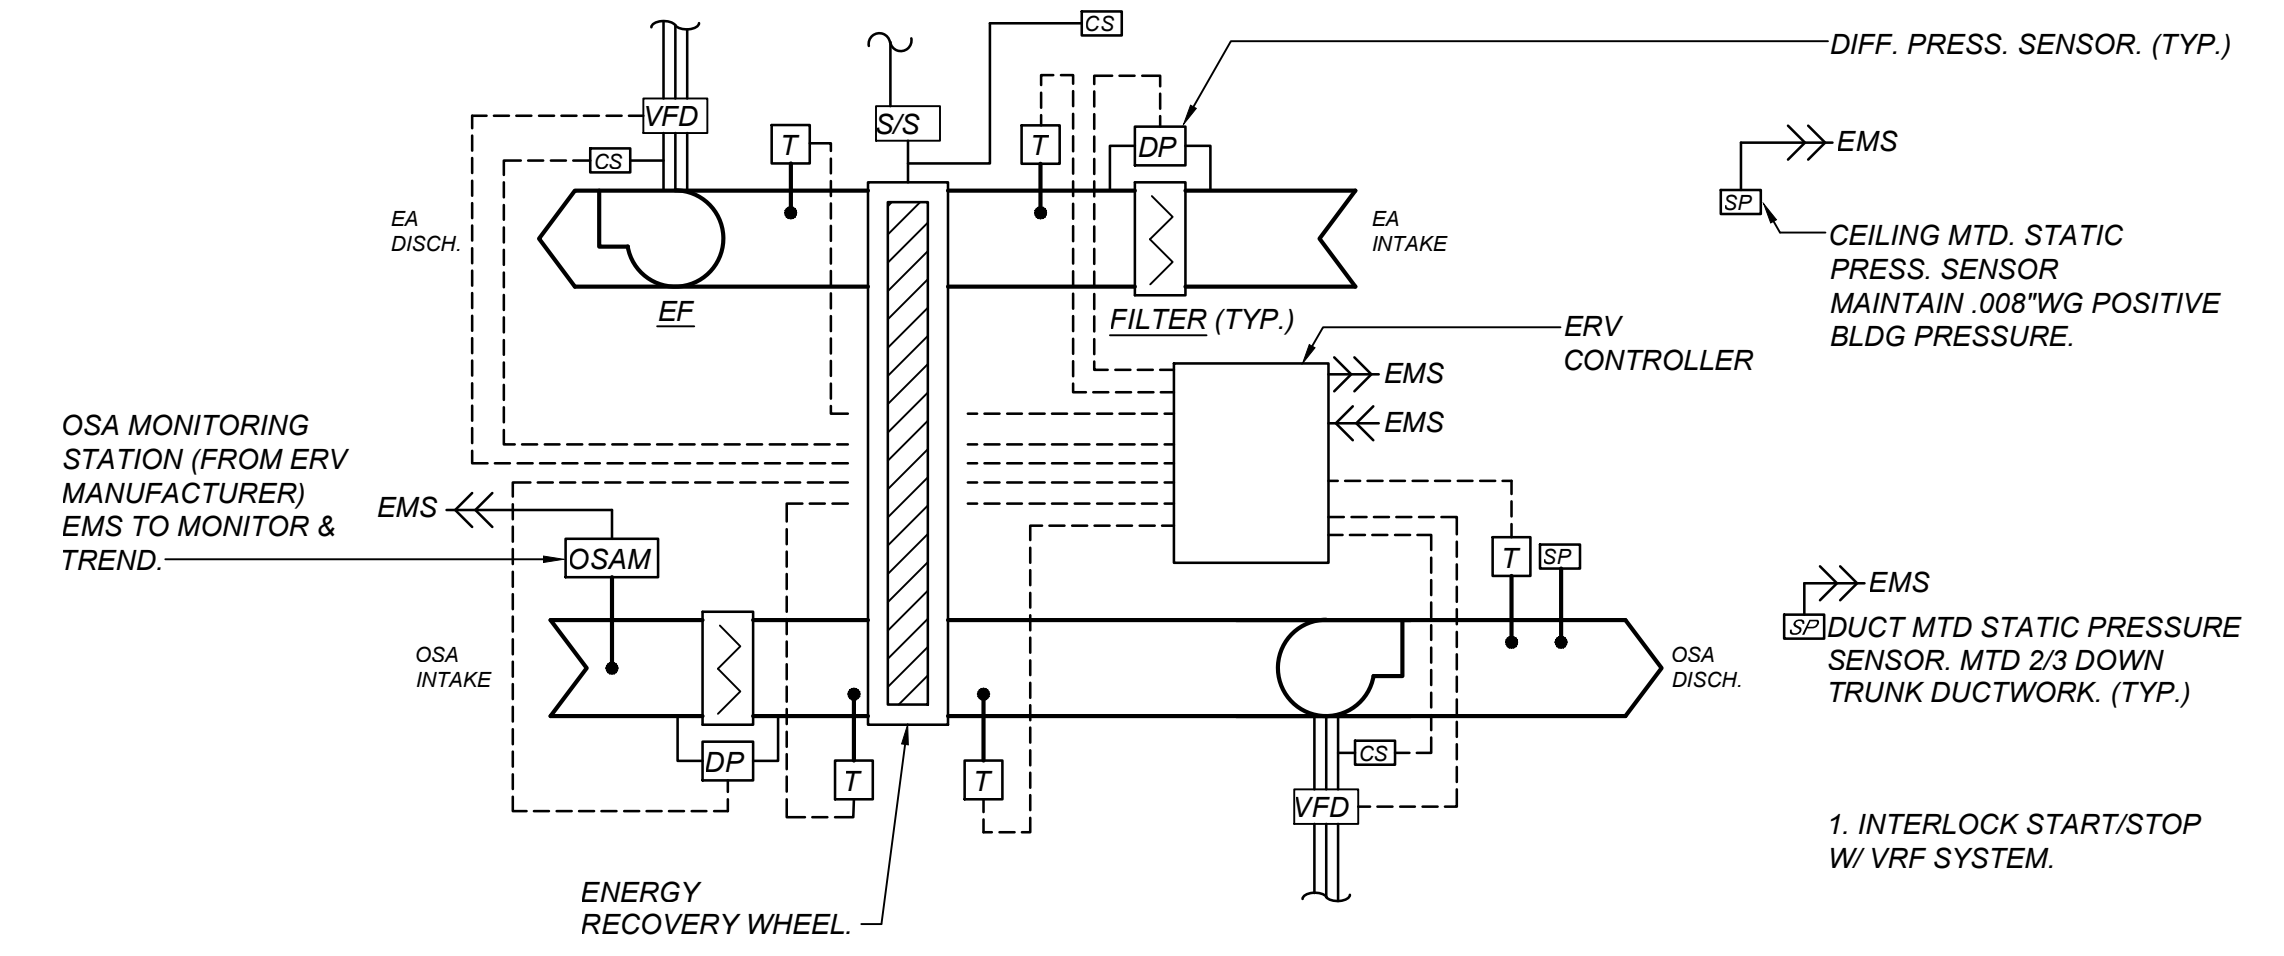 CS
DIFF. PRESS. SENSOR. (TYP.)
VFD
S/S
T
T
DP
CS
EMS
SP
CEILING MTD. STATIC
PRESS. SENSOR
MAINTAIN .008"WG POSITIVE
BLDG PRESSURE.
EA
DISCH.
EA
INTAKE
EF
FILTER (TYP.)
ERV
CONTROLLER
EMS
EMS
OSA MONITORING
STATION (FROM ERV
MANUFACTURER)
EMS TO MONITOR &
TREND.
EMS
OSAM
T
SP
EMS
SP
DUCT MTD STATIC PRESSURE
SENSOR. MTD 2/3 DOWN
TRUNK DUCTWORK. (TYP.)
OSA
INTAKE
OSA
DISCH.
DP
T
T
CS
VFD
1. INTERLOCK START/STOP
W/ VRF SYSTEM.
ENERGY
RECOVERY WHEEL.